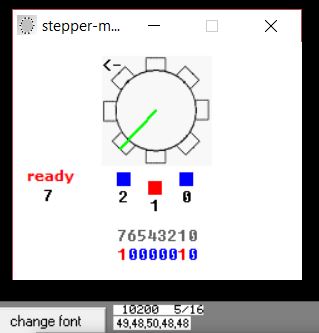 stepper-m...
<-
ready
7
2 1 0
76543210
10000010
change font
10200 5/16
49,48,50,48,48